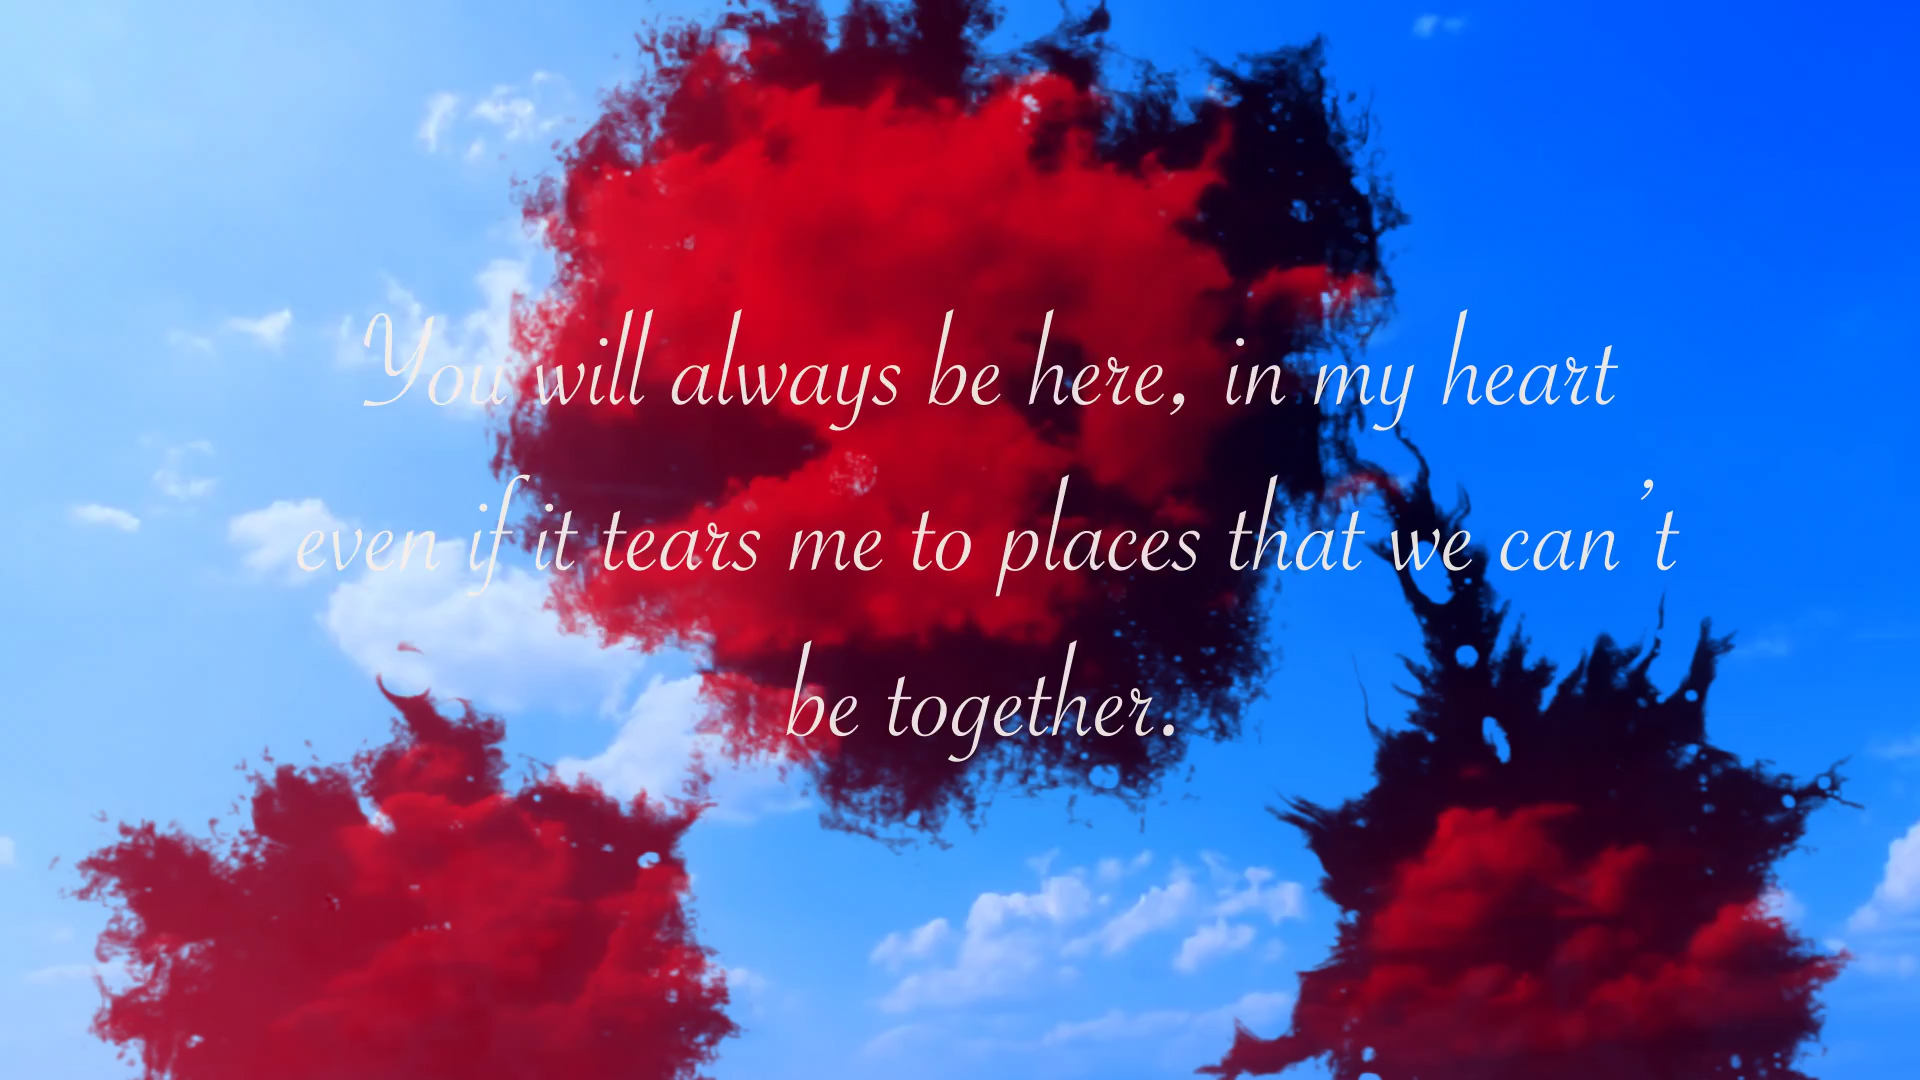 You will always be here, in my heart
even if it tears me to places that we can't
be together.